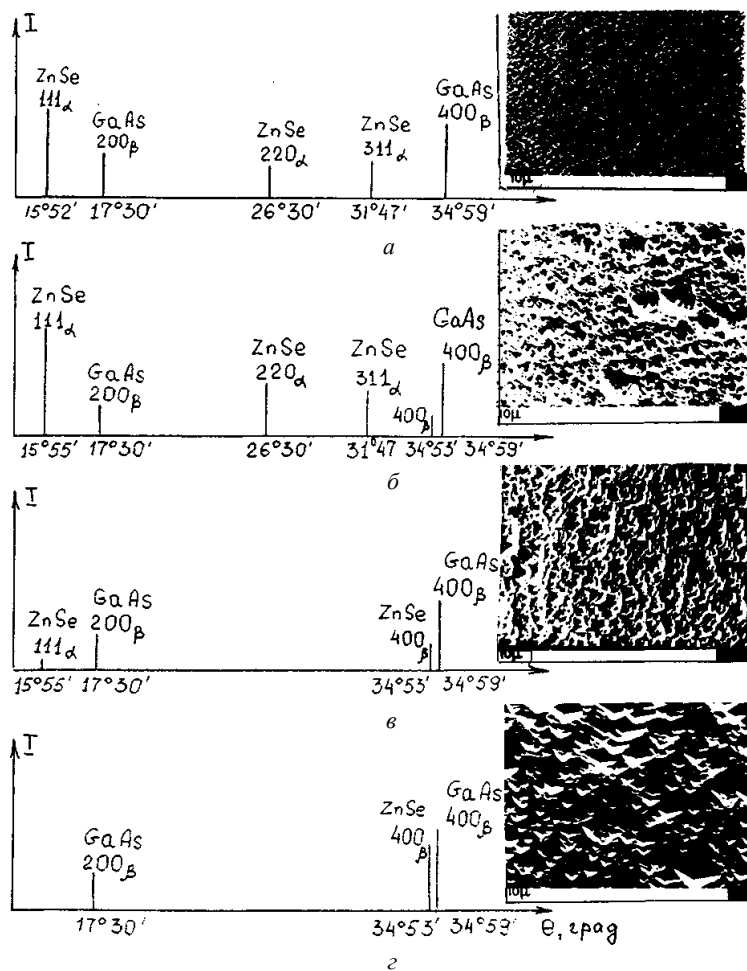 I
ZnSe
111α
GaAs
200β
ZnSe
220α
ZnSe
311α
GaAs
400β
15°52' 17°30' 26°30' 31°47' 34°59'
10μ
а
I
ZnSe
111α
GaAs
200β
ZnSe
220α
ZnSe
311α
400β
GaAs
400β
15°55' 17°30' 26°30' 31°47 34°53' 34°59'
10μ
б
I
ZnSe
111α
GaAs
200β
ZnSe
400β
GaAs
400β
15°55' 17°30' 34°53' 34°59'
10μ
в
I
GaAs
200β
ZnSe
400β
GaAs
400β
17°30' 34°53' 34°59' θ, град
10μ
г